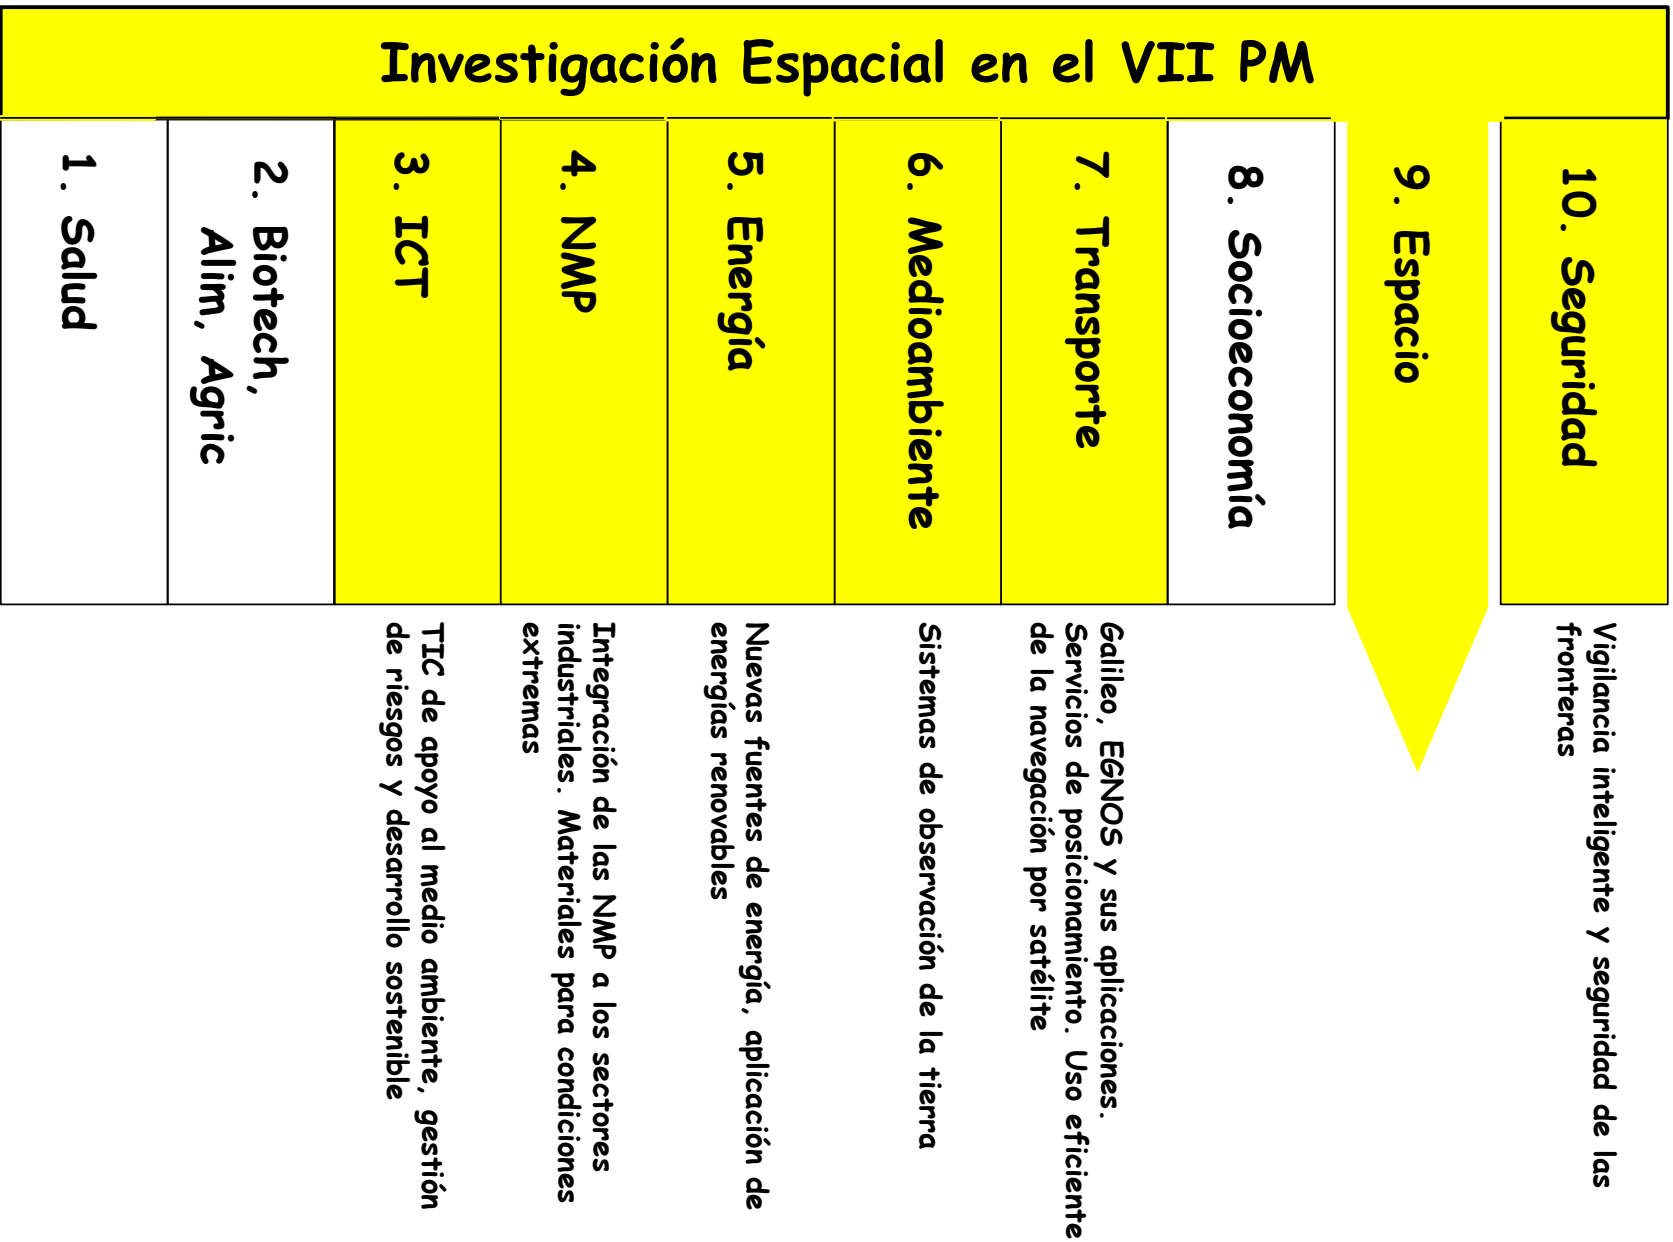 Investigación Espacial en el VII PM
1. Salud
2. Biotech,
Alim, Agric
3. ICT
4. NMP
5. Energía
6. Medioambiente
7. Transporte
8. Socioeconomía
9. Espacio
10. Seguridad
TIC de apoyo al medio ambiente, gestión
de riesgos y desarrollo sostenible
Integración de las NMP a los sectores
industriales. Materiales para condiciones
extremas
Nuevas fuentes de energía, aplicación de
energías renovables
Sistemas de observación de la tierra
Galileo, EGNOS y sus aplicaciones.
Servicios de posicionamiento. Uso eficiente
de la navegación por satélite
Vigilancia inteligente y seguridad de las
fronteras